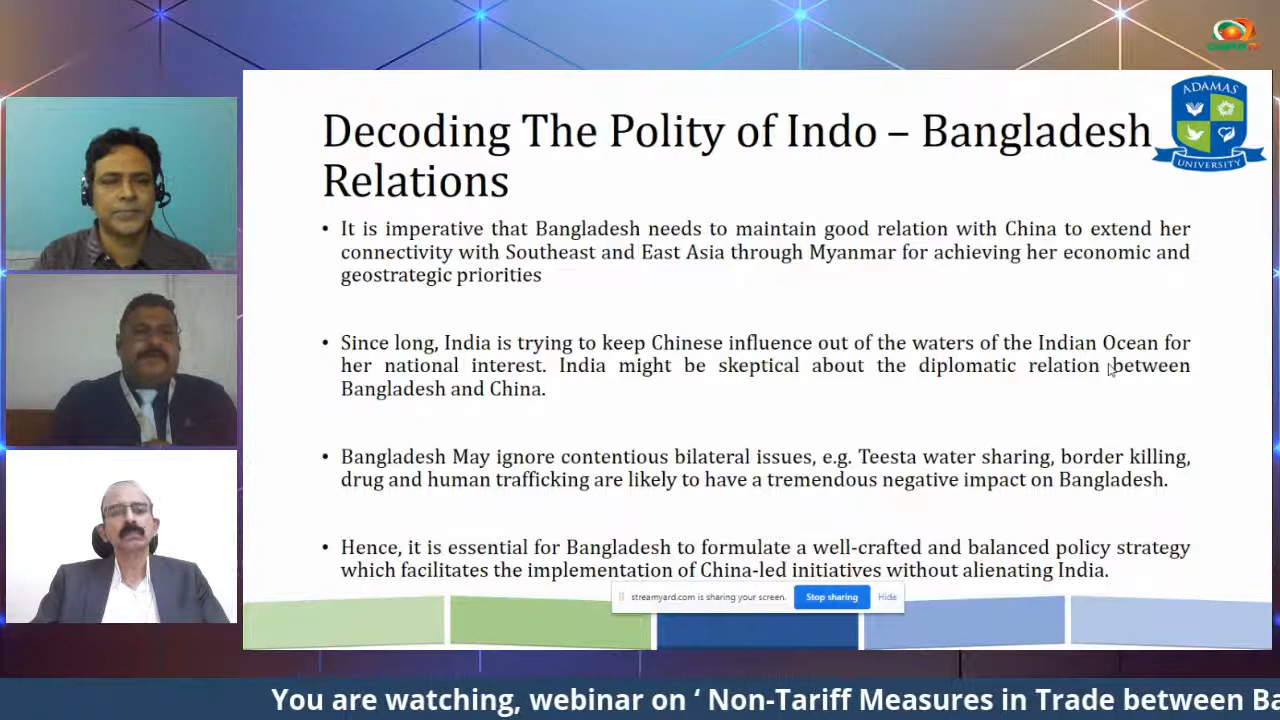 ADAMAS
UNIVERSITY
Decoding The Polity of Indo – Bangladesh
Relations
• It is imperative that Bangladesh needs to maintain good relation with China to extend her
connectivity with Southeast and East Asia through Myanmar for achieving her economic and
geostrategic priorities
• Since long, India is trying to keep Chinese influence out of the waters of the Indian Ocean for
her national interest. India might be skeptical about the diplomatic relation between
Bangladesh and China.
• Bangladesh May ignore contentious bilateral issues, e.g. Teesta water sharing, border killing,
drug and human trafficking are likely to have a tremendous negative impact on Bangladesh.
• Hence, it is essential for Bangladesh to formulate a well-crafted and balanced policy strategy
which facilitates the implementation of China-led initiatives without alienating India.
streamyard.com is sharing your screen. Stop sharing Hide
You are watching, webinar on ‘ Non-Tariff Measures in Trade between Ba